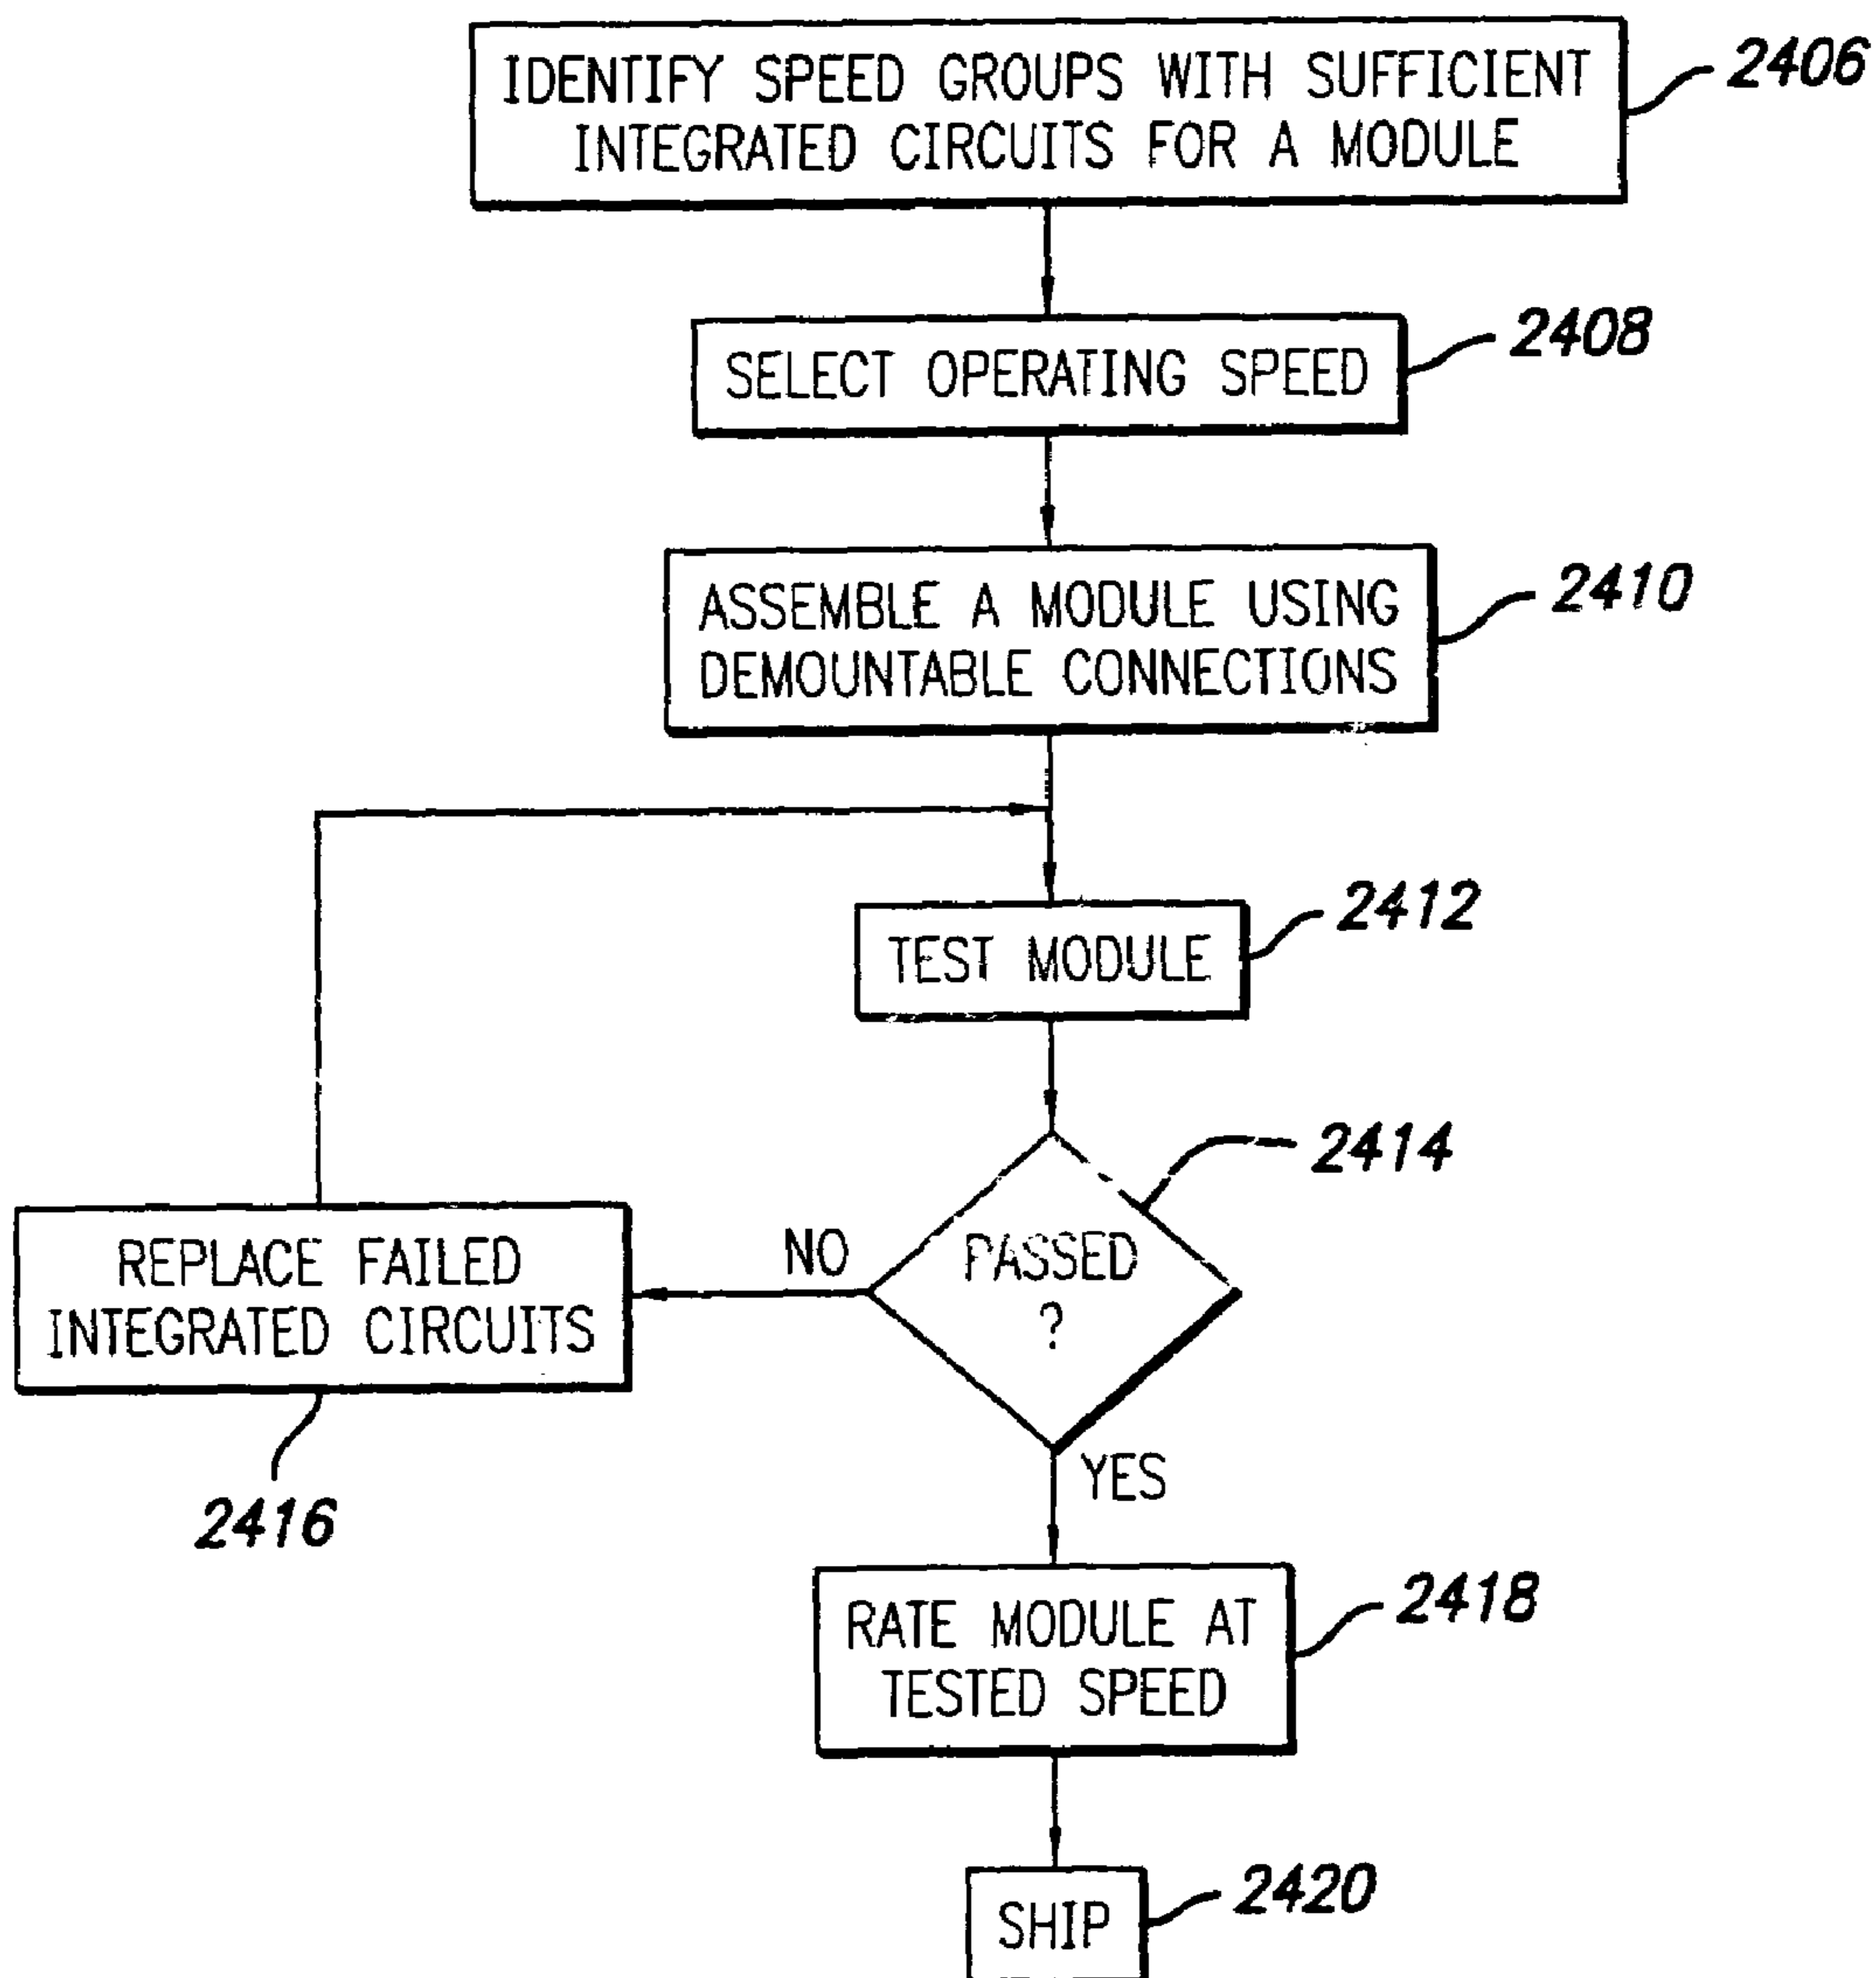 IDENTIFY SPEED GROUPS WITH SUFFICIENT
INTEGRATED CIRCUITS FOR A MODULE
2406
SELECT OPERATING SPEED
2408
ASSEMBLE A MODULE USING
DEMOUNTABLE CONNECTIONS
2410
TEST MODULE
2412
PASSED
?
2414
NO
REPLACE FAILED
INTEGRATED CIRCUITS
2416
YES
RATE MODULE AT
TESTED SPEED
2418
SHIP
2420